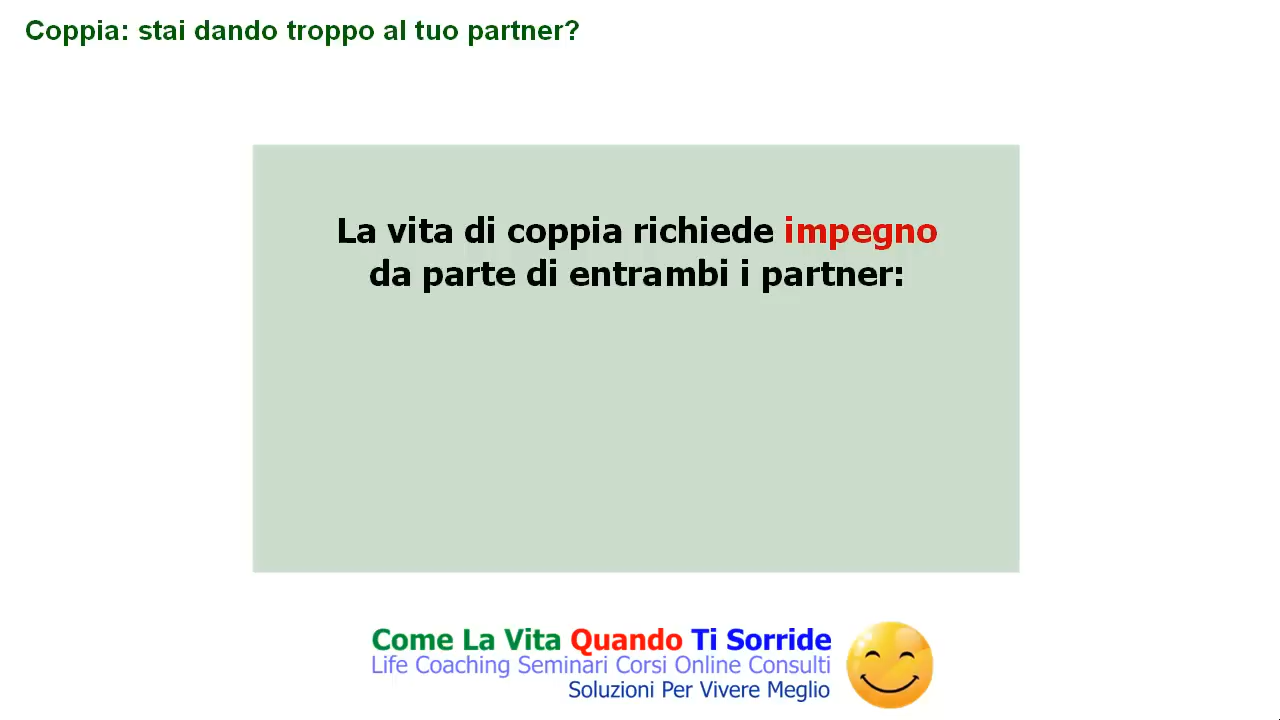 Coppia: stai dando troppo al tuo partner?
La vita di coppia richiede impegno
da parte di entrambi i partner:
Come La Vita Quando Ti Sorride
Life Coaching Seminari Corsi Online Consulti
Soluzioni Per Vivere Meglio